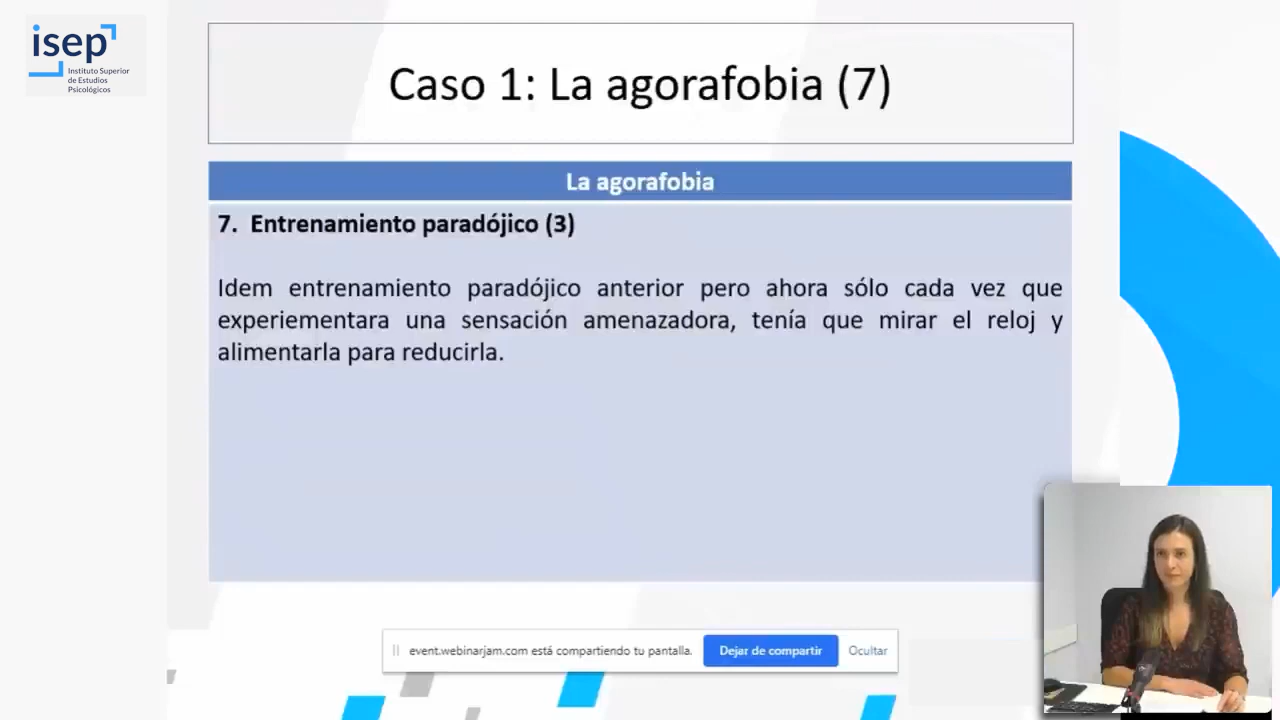 isep
Instituto Superior
de Estudios
Psicológicos
Caso 1: La agorafobia (7)
La agorafobia
7. Entrenamiento paradójico (3)
Idem entrenamiento paradójico anterior pero ahora sólo cada vez que
experiementara una sensación amenazadora, tenía que mirar el reloj y
alimentarla para reducirla.
event.webinarjam.com está compartiendo tu pantalla.
Dejar de compartir
Ocultar